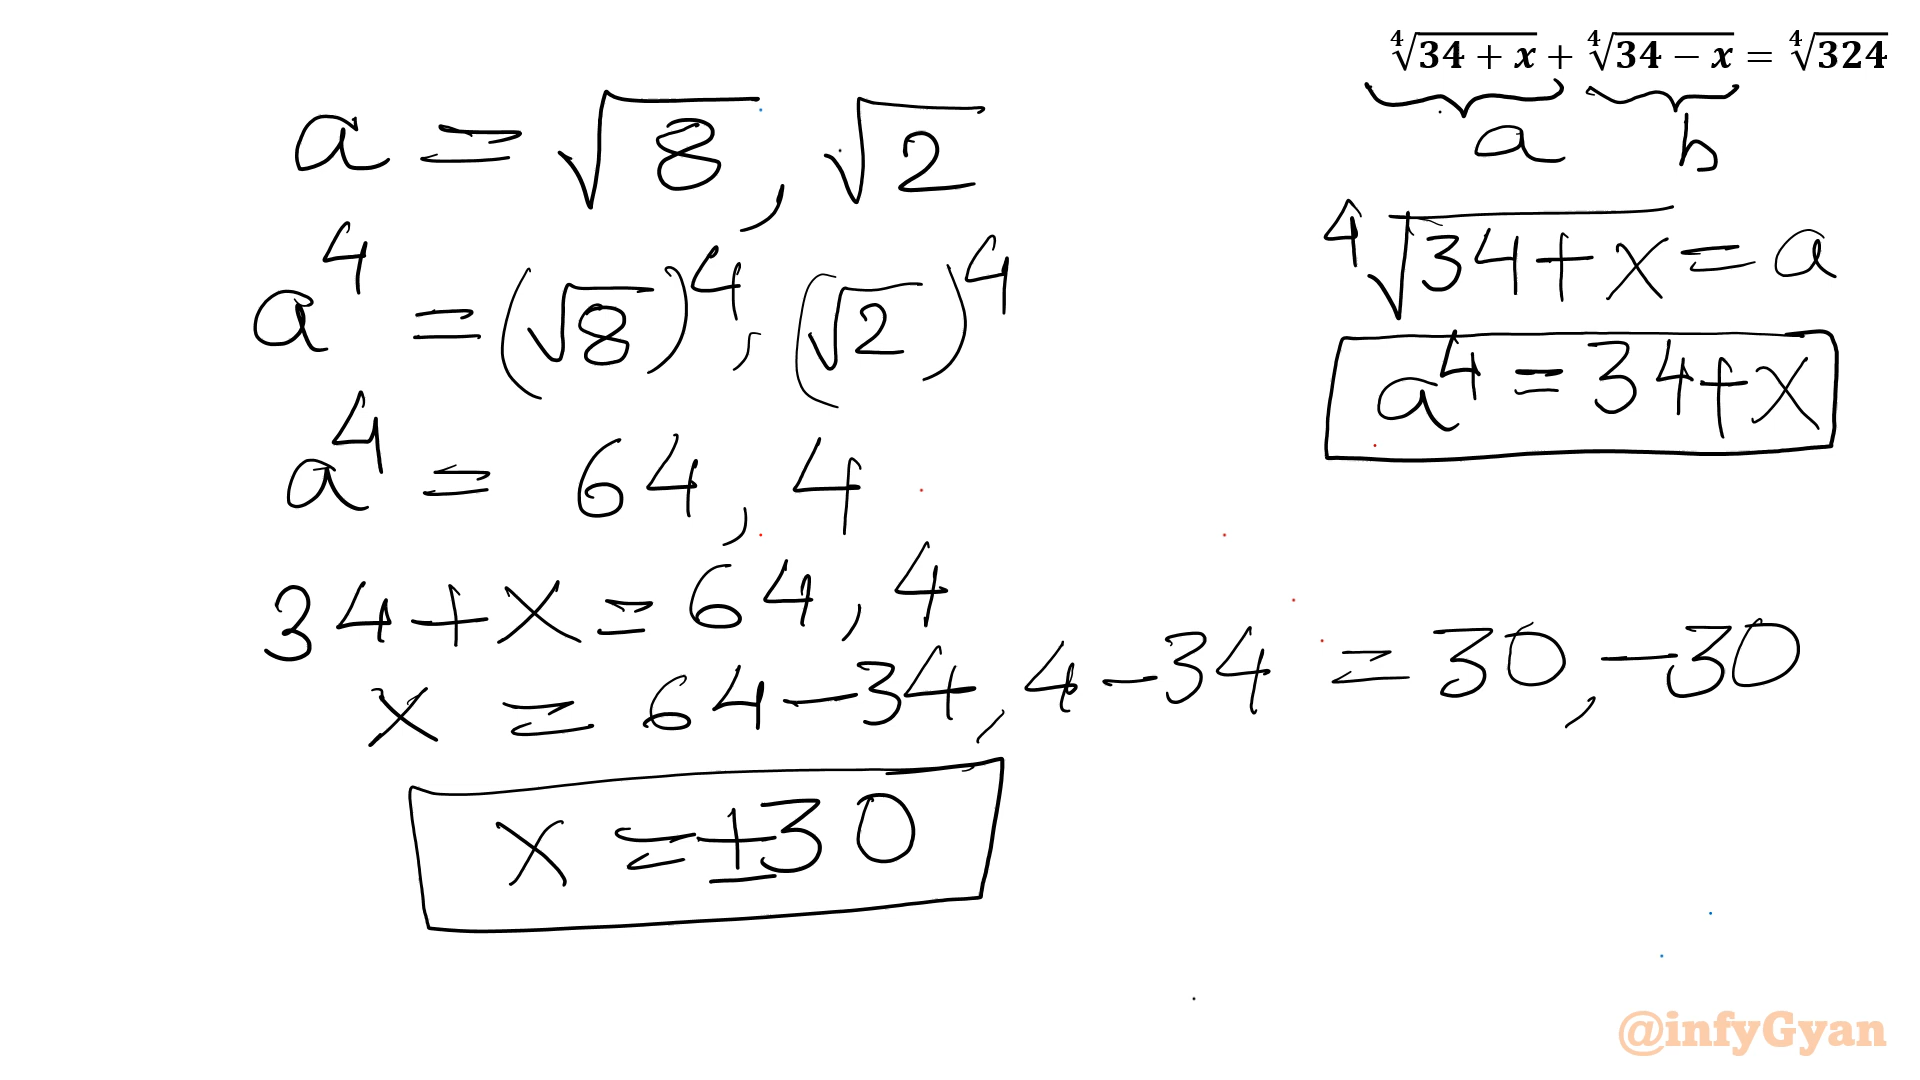 ∜(34 + x) + ∜(34 − x) = ∜324
a b
a = √8, √2
∜(34+x) = a
a⁴ = (√8)⁴, (√2)⁴
a⁴ = 34+x
a⁴ = 64, 4
34+x = 64, 4
x = 64−34, 4−34 = 30, −30
x = ±30
@infyGyan